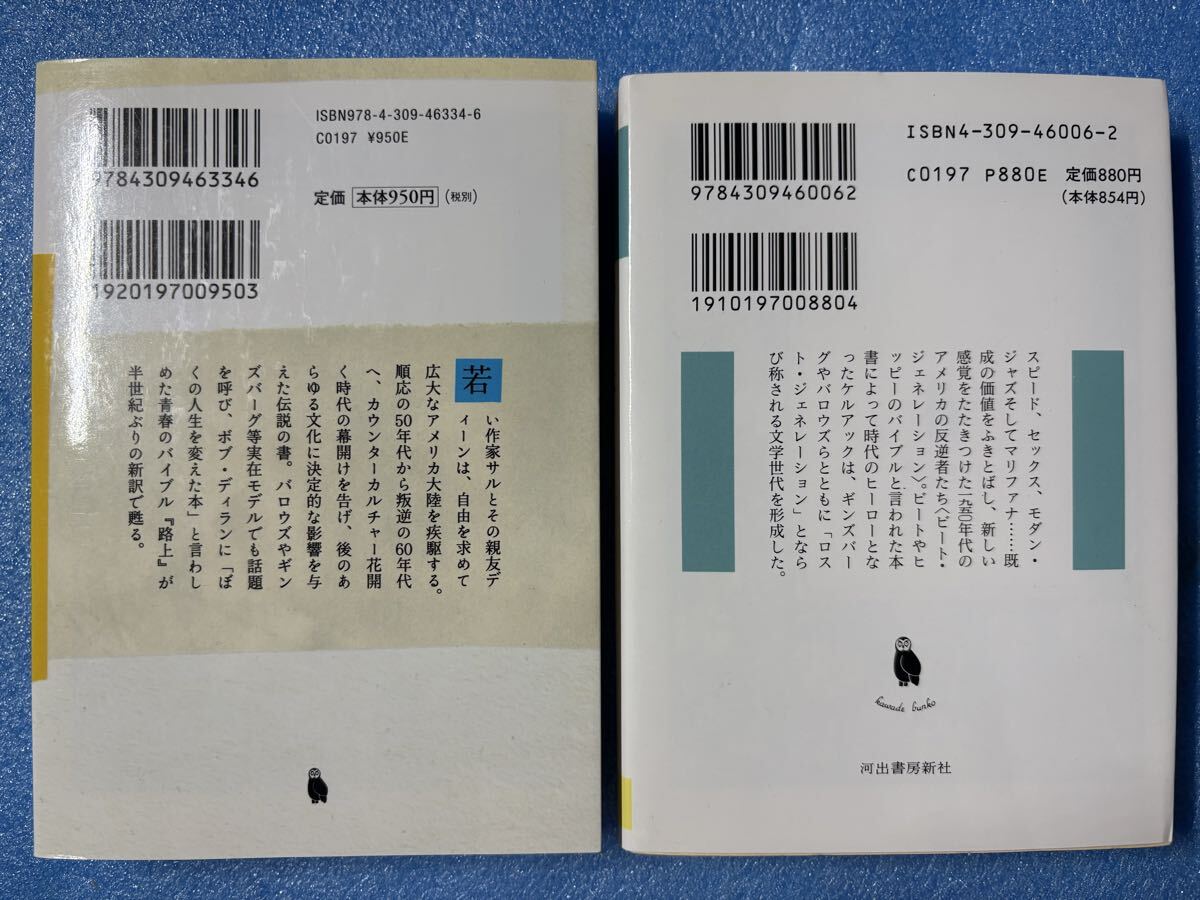 ISBN978-4-309-46334-6
C0197 ¥950E
9784309463346
定価 本体950円(税別)
1920197009503
若い作家サルとその親友デ
ィーンは、自由を求めて
広大なアメリカ大陸を疾駆する。
順応の50年代から叛逆の60年代
へ、カウンターカルチャー花開
く時代の幕開けを告げ、後のあ
らゆる文化に決定的な影響を与
えた伝説の書。バロウズやギン
ズバーグ等実在モデルでも話題
を呼び、ボブ・ディランに「ぼ
くの人生を変えた本」と言わし
めた青春のバイブル『路上』が
半世紀ぶりの新訳で甦る。
ISBN4-309-46006-2
9784309460062
C0197 P880E 定価880円
(本体854円)
1910197008804
スピード、セックス、モダン・
ジャズそしてマリファナ……既
成の価値をふきとばし、新しい
感覚をたたきつけた一九五〇年代の
アメリカの反逆者たち〈ビート・
ジェネレーション〉。ビートやヒ
ッピーのバイブルと言われた本
書によって時代のヒーローとな
ったケルアックは、ギンズバー
グやバロウズらとともに「ロス
ト・ジェネレーション」となら
び称される文学世代を形成した。
kawade bunko
河出書房新社